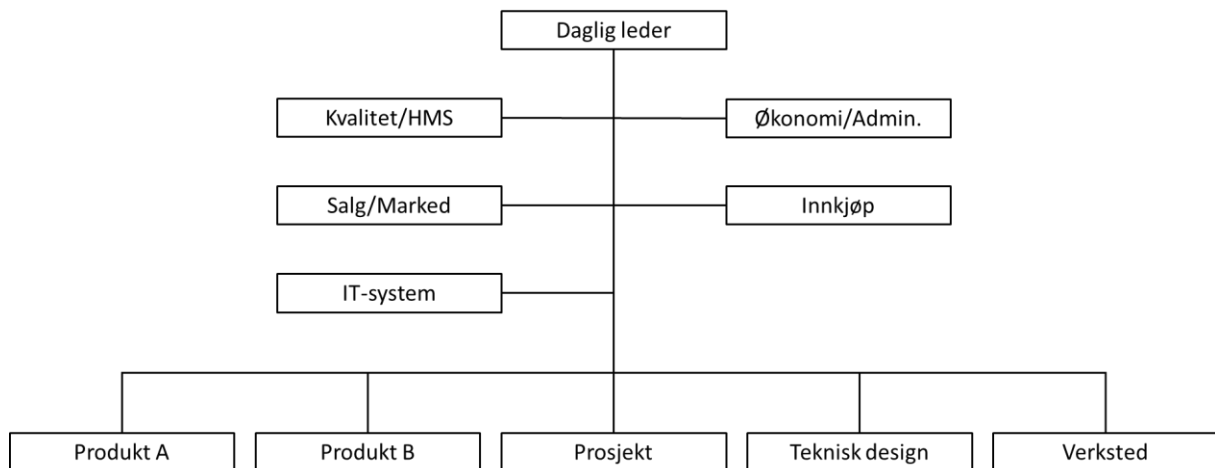 Daglig leder
Kvalitet/HMS
Økonomi/Admin.
Salg/Marked
Innkjøp
IT-system
Produkt A
Produkt B
Prosjekt
Teknisk design
Verksted